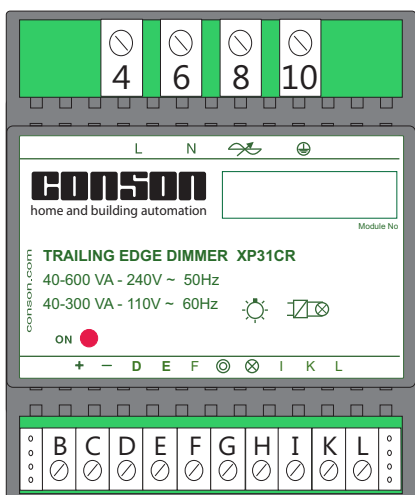 4 6 8 10
L N
conson
home and building automation
Module No
conson.com
TRAILING EDGE DIMMER XP31CR
40-600 VA - 240V ~ 50Hz
40-300 VA - 110V ~ 60Hz
ON
+ − D E F I K L
B C D E F G H I K L